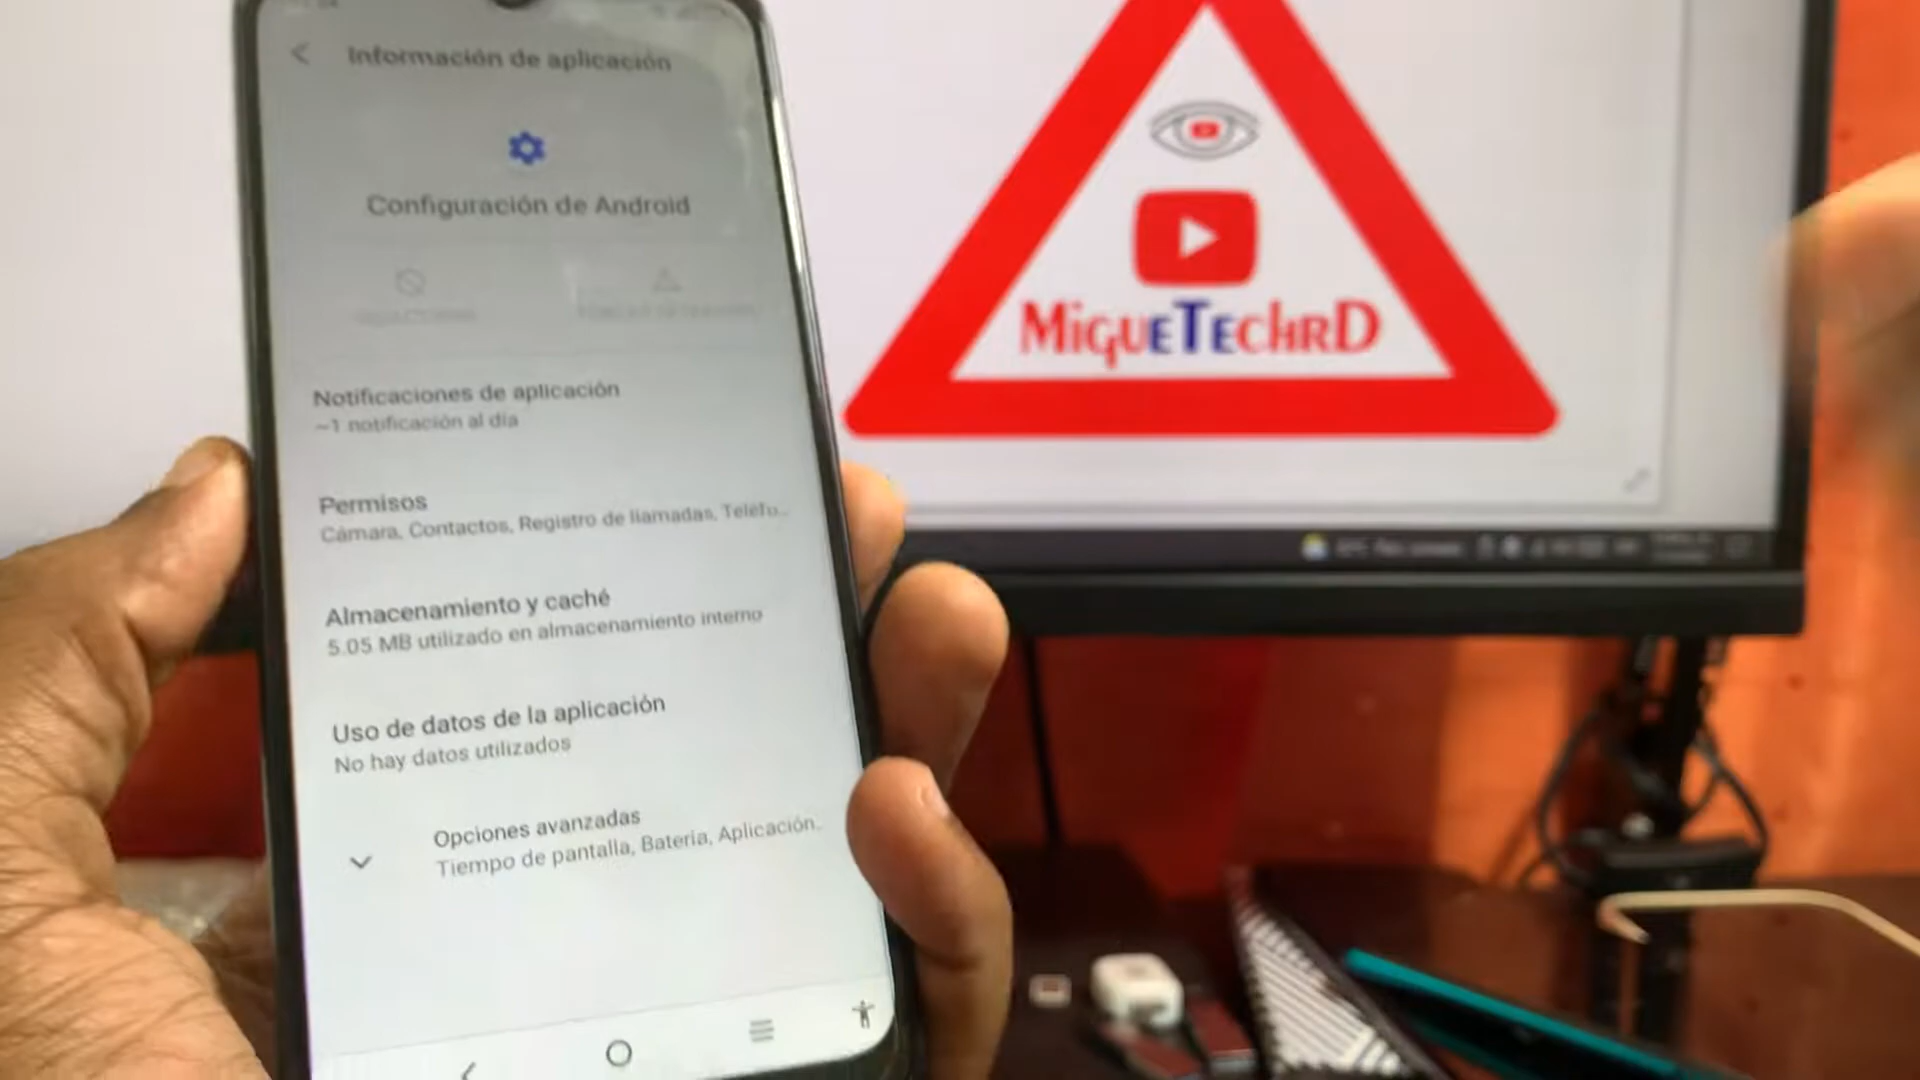 Información de aplicación
Configuración de Android
Notificaciones de aplicación
~1 notificación al día
Permisos
Cámara, Contactos, Registro de llamadas, Teléfo...
Almacenamiento y caché
5.05 MB utilizado en almacenamiento interno
Uso de datos de la aplicación
No hay datos utilizados
Opciones avanzadas
Tiempo de pantalla, Batería, Aplicación.
MiguETEchrD